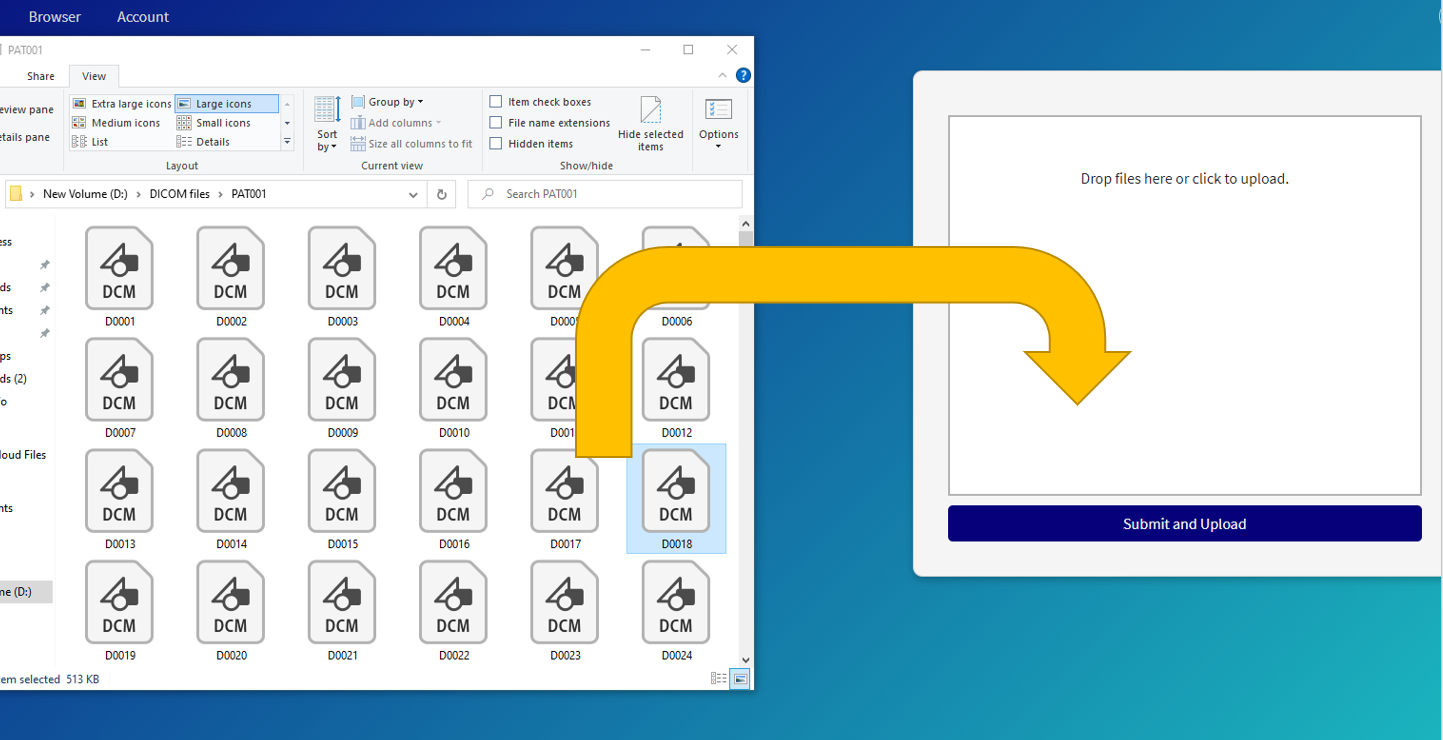 Browser Account
PAT001
Share View
Extra large icons Large icons
Medium icons Small icons
List Details
Layout
Sort by
Group by
Add columns
Size all columns to fit
Current view
Item check boxes
File name extensions
Hidden items
Hide selected items
Show/hide
Options
eview pane
etails pane
New Volume (D:) DICOM files PAT001
Search PAT001
ess
ds
nts
ps
ds (2)
o
loud Files
nts
me (D:)
DCM DCM DCM DCM DCM
D0001 D0002 D0003 D0004 D000 D0006
DCM DCM DCM DCM DCM DCM
D0007 D0008 D0009 D0010 D001 D0012
DCM DCM DCM DCM DCM DCM
D0013 D0014 D0015 D0016 D0017 D0018
DCM DCM DCM DCM DCM DCM
D0019 D0020 D0021 D0022 D0023 D0024
em selected 513 KB
Drop files here or click to upload.
Submit and Upload